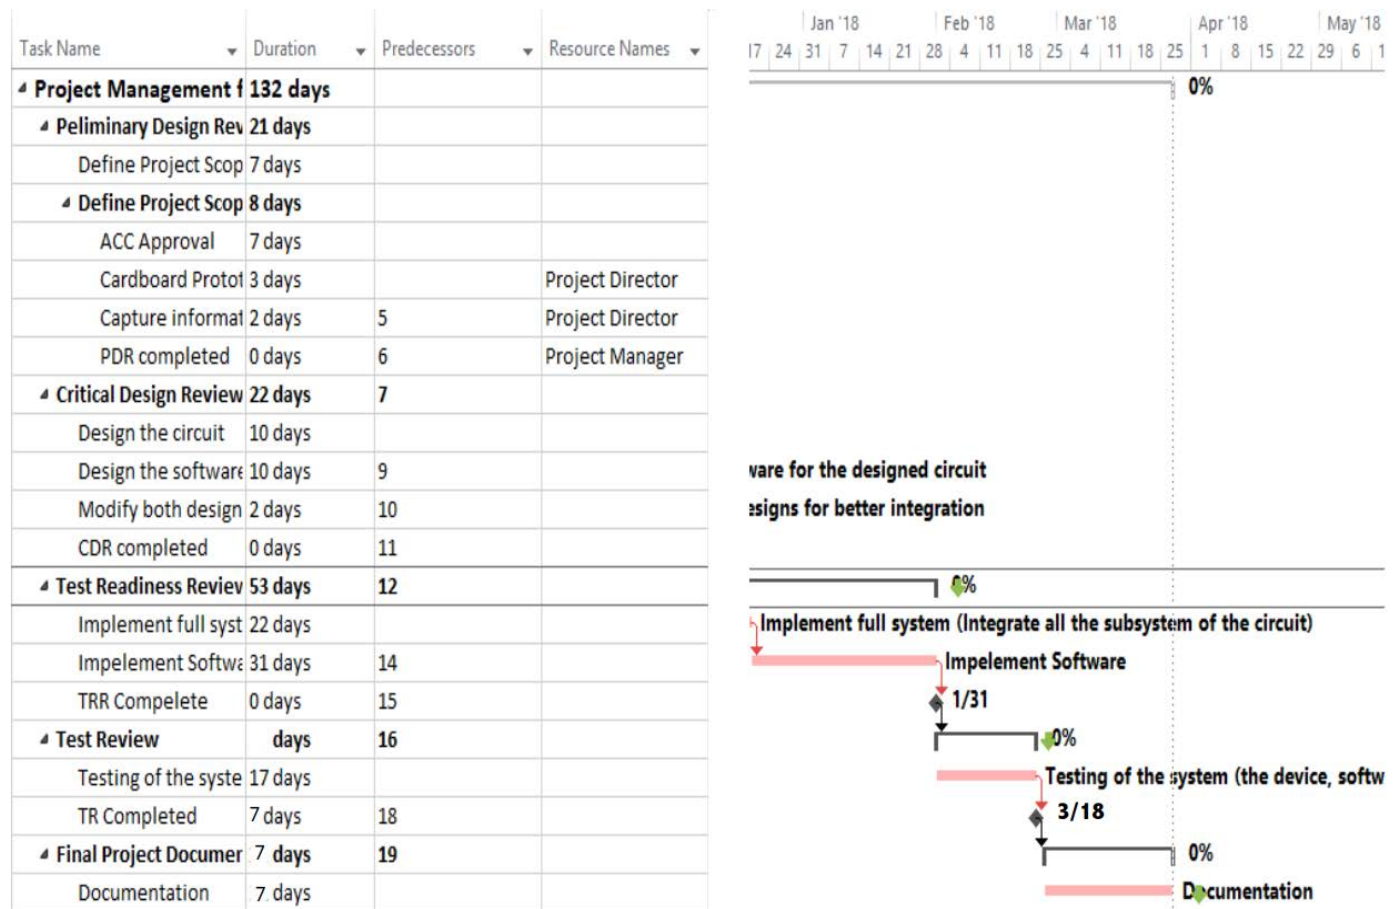 Task Name Duration Predecessors Resource Names
Jan '18 Feb '18 Mar '18 Apr '18 May '18
17 24 31 7 14 21 28 4 11 18 25 4 11 18 25 1 8 15 22 29 6 1
Project Management f 132 days 0%
Peliminary Design Rev 21 days
Define Project Scop 7 days
Define Project Scop 8 days
ACC Approval 7 days
Cardboard Protot 3 days Project Director
Capture informat 2 days 5 Project Director
PDR completed 0 days 6 Project Manager
Critical Design Review 22 days 7
Design the circuit 10 days
Design the software 10 days 9 ware for the designed circuit
Modify both design 2 days 10 esigns for better integration
CDR completed 0 days 11
Test Readiness Review 53 days 12 0%
Implement full syst 22 days Implement full system (Integrate all the subsystem of the circuit)
Impelement Softwa 31 days 14 Impelement Software
TRR Compelete 0 days 15 1/31
Test Review days 16 0%
Testing of the syste 17 days Testing of the system (the device, softw
TR Completed 7 days 18 3/18
Final Project Documer 7 days 19 0%
Documentation 7 days Documentation